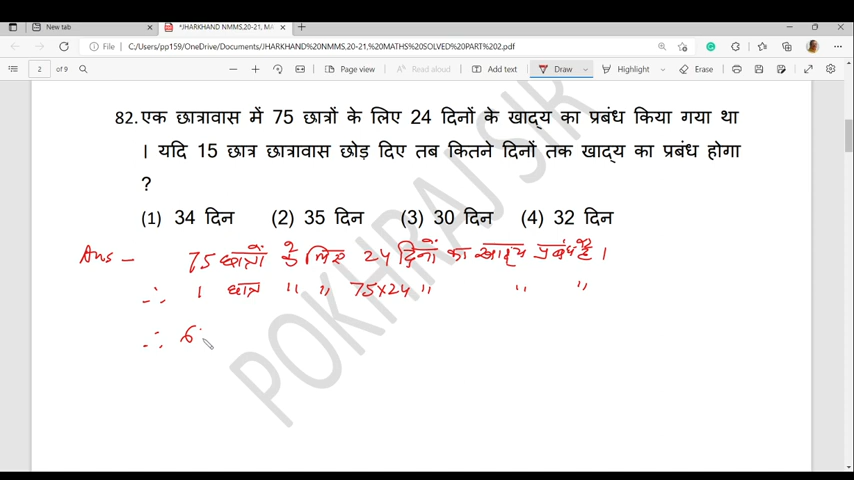 New tab
*JHARKHAND NMMS,20-21, MATHS
File
C:/Users/pp159/OneDrive/Documents/JHARKHAND%20NMMS,20-21,%20MATHS%20SOLVED%20PART%202.pdf
2 of 9
Page view
Read aloud
Add text
Draw
Highlight
Erase
82. एक छात्रावास में 75 छात्रों के लिए 24 दिनों के खाद्य का प्रबंध किया गया था
। यदि 15 छात्र छात्रावास छोड़ दिए तब कितने दिनों तक खाद्य का प्रबंध होगा
?
(1) 34 दिन (2) 35 दिन (3) 30 दिन (4) 32 दिन
Ans - 75 छात्रों के लिए 24 दिनों का खाद्य प्रबंध है ।
∴ 1 छात्र " " 75×24 " " "
∴ 6
POKHRAJ SIR